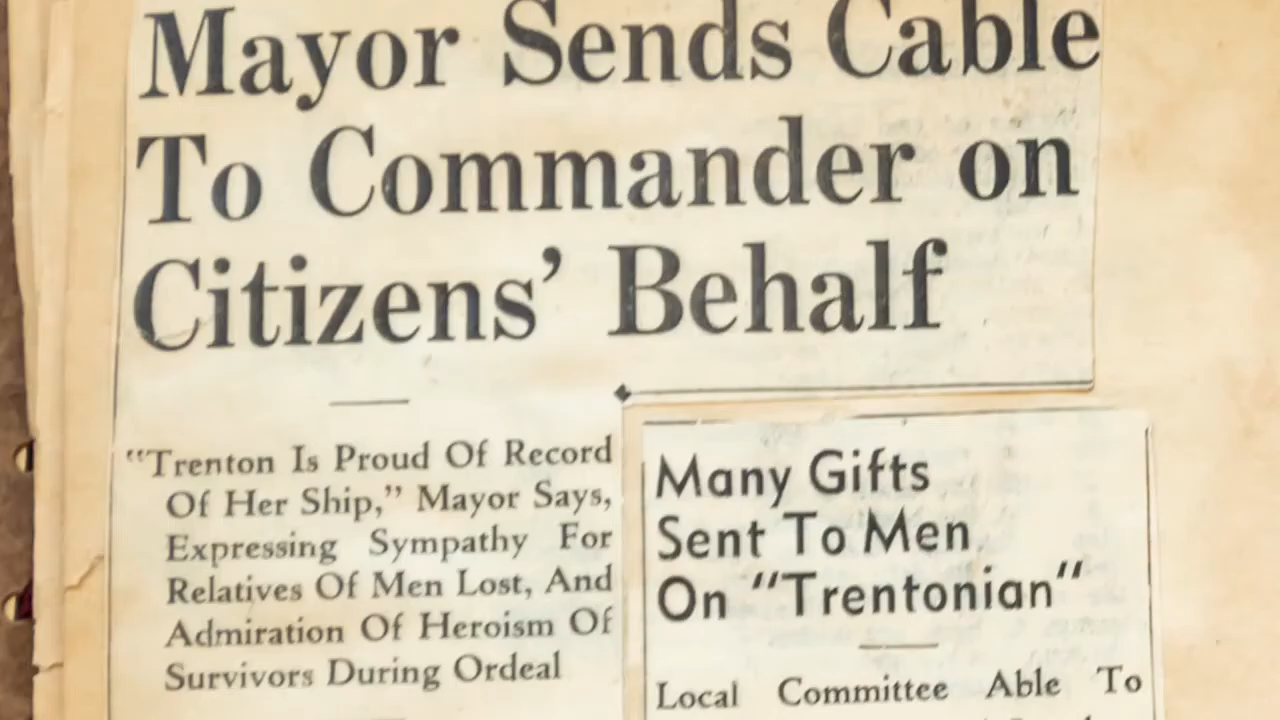 Mayor Sends Cable
To Commander on
Citizens' Behalf
"Trenton Is Proud Of Record
Of Her Ship," Mayor Says,
Expressing Sympathy For
Relatives Of Men Lost, And
Admiration Of Heroism Of
Survivors During Ordeal
Many Gifts
Sent To Men
On "Trentonian"
Local Committee Able To